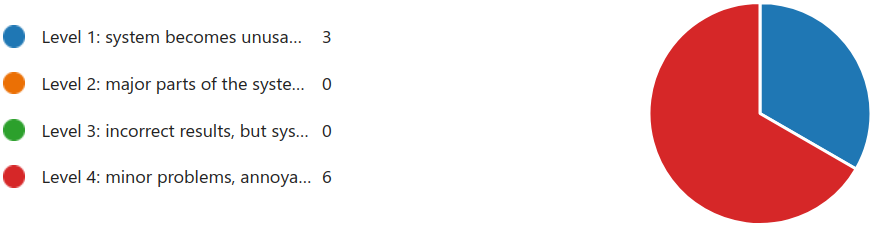 Level 1: system becomes unusa... 3
Level 2: major parts of the syste... 0
Level 3: incorrect results, but sys... 0
Level 4: minor problems, annoya... 6